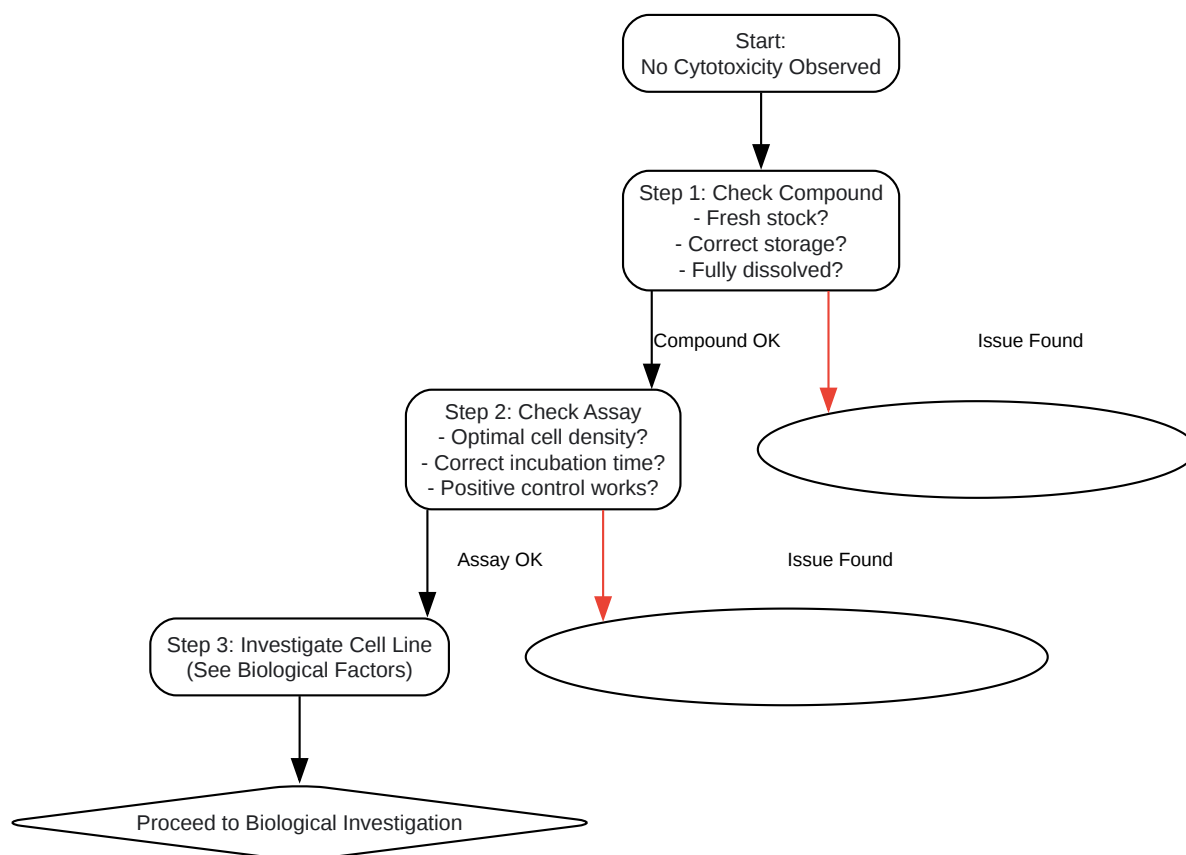 Start:
No Cytotoxicity Observed
Step 1: Check Compound
- Fresh stock?
- Correct storage?
- Fully dissolved?
Compound OK
Issue Found
Step 2: Check Assay
- Optimal cell density?
- Correct incubation time?
- Positive control works?
Assay OK
Issue Found
Step 3: Investigate Cell Line
(See Biological Factors)
Proceed to Biological Investigation